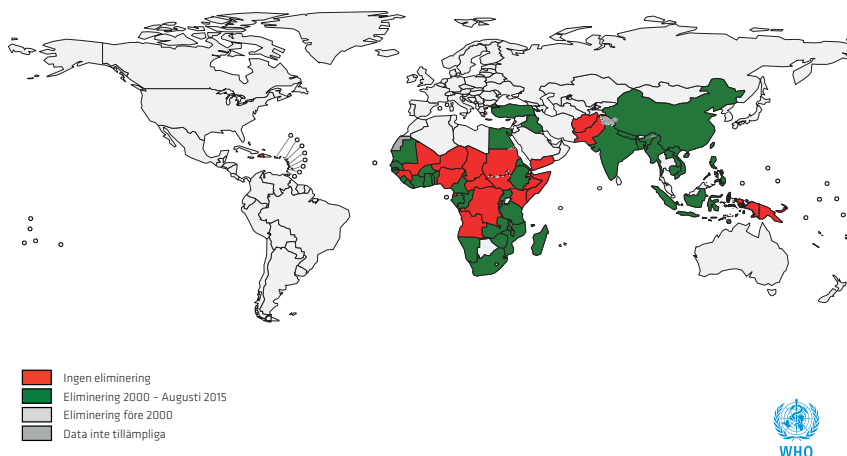 Ingen eliminering
Eliminering 2000 – Augusti 2015
Eliminering före 2000
Data inte tillämpliga
WHO